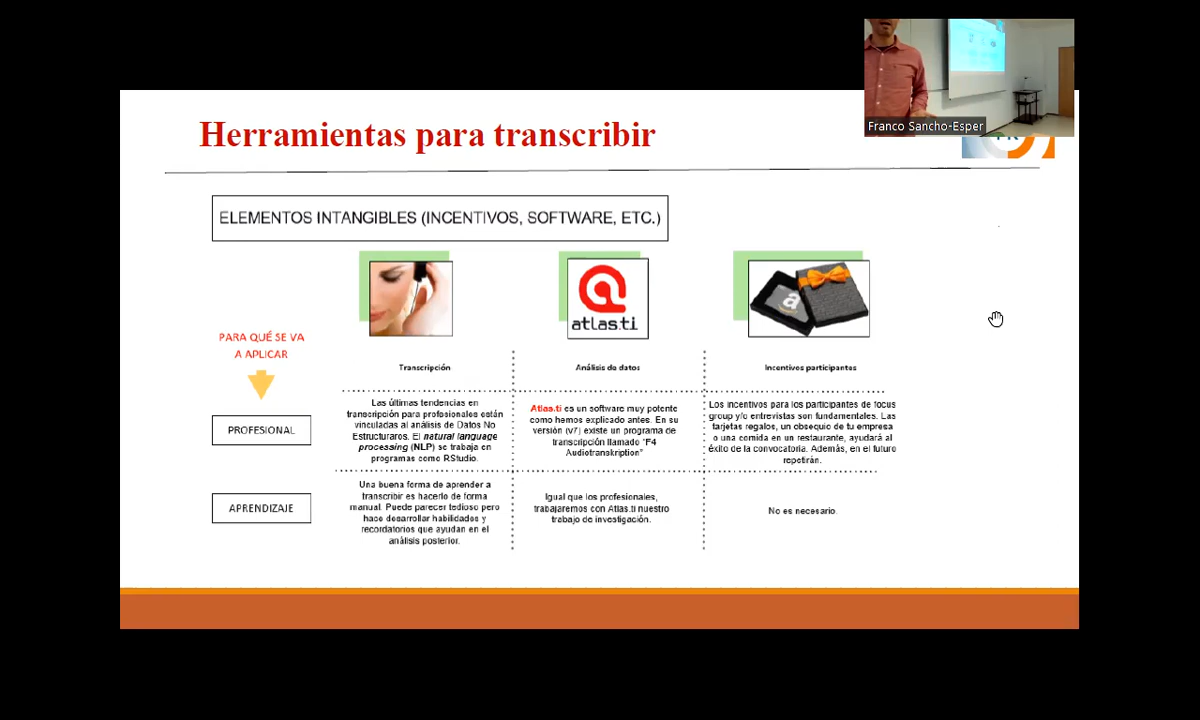 Franco Sancho-Esper
Herramientas para transcribir
ELEMENTOS INTANGIBLES (INCENTIVOS, SOFTWARE, ETC.)
atlas.ti
a
PARA QUÉ SE VA
A APLICAR
Transcripción
Análisis de datos
Incentivos participantes
PROFESIONAL
Las últimas tendencias en
transcripción para profesionales están
vinculadas al análisis de Datos No
Estructuraros. El natural language
processing (NLP) se trabaja en
programas como RStudio.
Atlas.ti es un software muy potente
como hemos explicado antes. En su
versión (v7) existe un programa de
transcripción llamado "F4
Audiotranskription"
Los incentivos para los participantes de focus
group y/o entrevistas son fundamentales. Las
tarjetas regalos, un obsequio de tu empresa
o una comida en un restaurante, ayudará al
éxito de la convocatoria. Además, en el futuro
repetirán.
APRENDIZAJE
Una buena forma de aprender a
transcribir es hacerlo de forma
manual. Puede parecer tedioso pero
hace desarrollar habilidades y
recordatorios que ayudan en el
análisis posterior.
Igual que los profesionales,
trabajaremos con Atlas.ti nuestro
trabajo de investigación.
No es necesario.